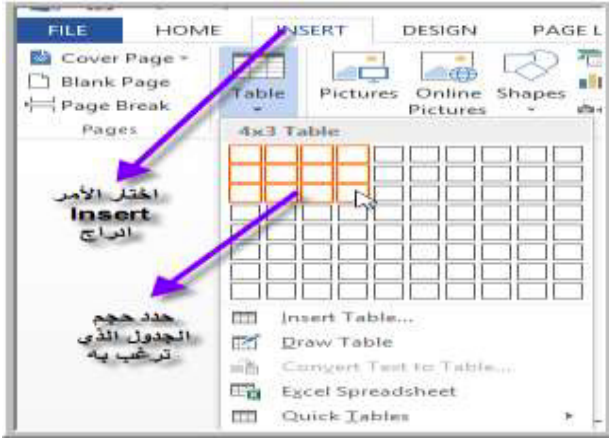 FILE HOME INSERT DESIGN PAGE L
Cover Page
Blank Page
Page Break
Pages
Table
Pictures
Online Pictures
Shapes
4x3 Table
اختار الأمر
Insert
الراج
حدد حجم
الجدول الذي
ترغب به
Insert Table...
Draw Table
Convert Text to Table...
Excel Spreadsheet
Quick Tables